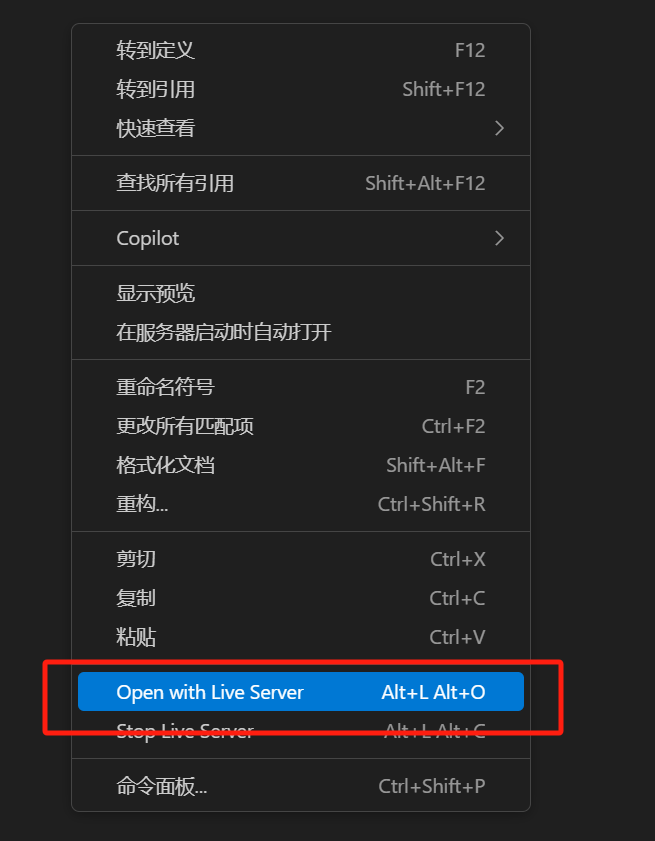 转到定义 F12
转到引用 Shift+F12
快速查看
查找所有引用 Shift+Alt+F12
Copilot
显示预览
在服务器启动时自动打开
重命名符号 F2
更改所有匹配项 Ctrl+F2
格式化文档 Shift+Alt+F
重构... Ctrl+Shift+R
剪切 Ctrl+X
复制 Ctrl+C
粘贴 Ctrl+V
Open with Live Server Alt+L Alt+O
Stop Live Server Alt+L Alt+C
命令面板... Ctrl+Shift+P